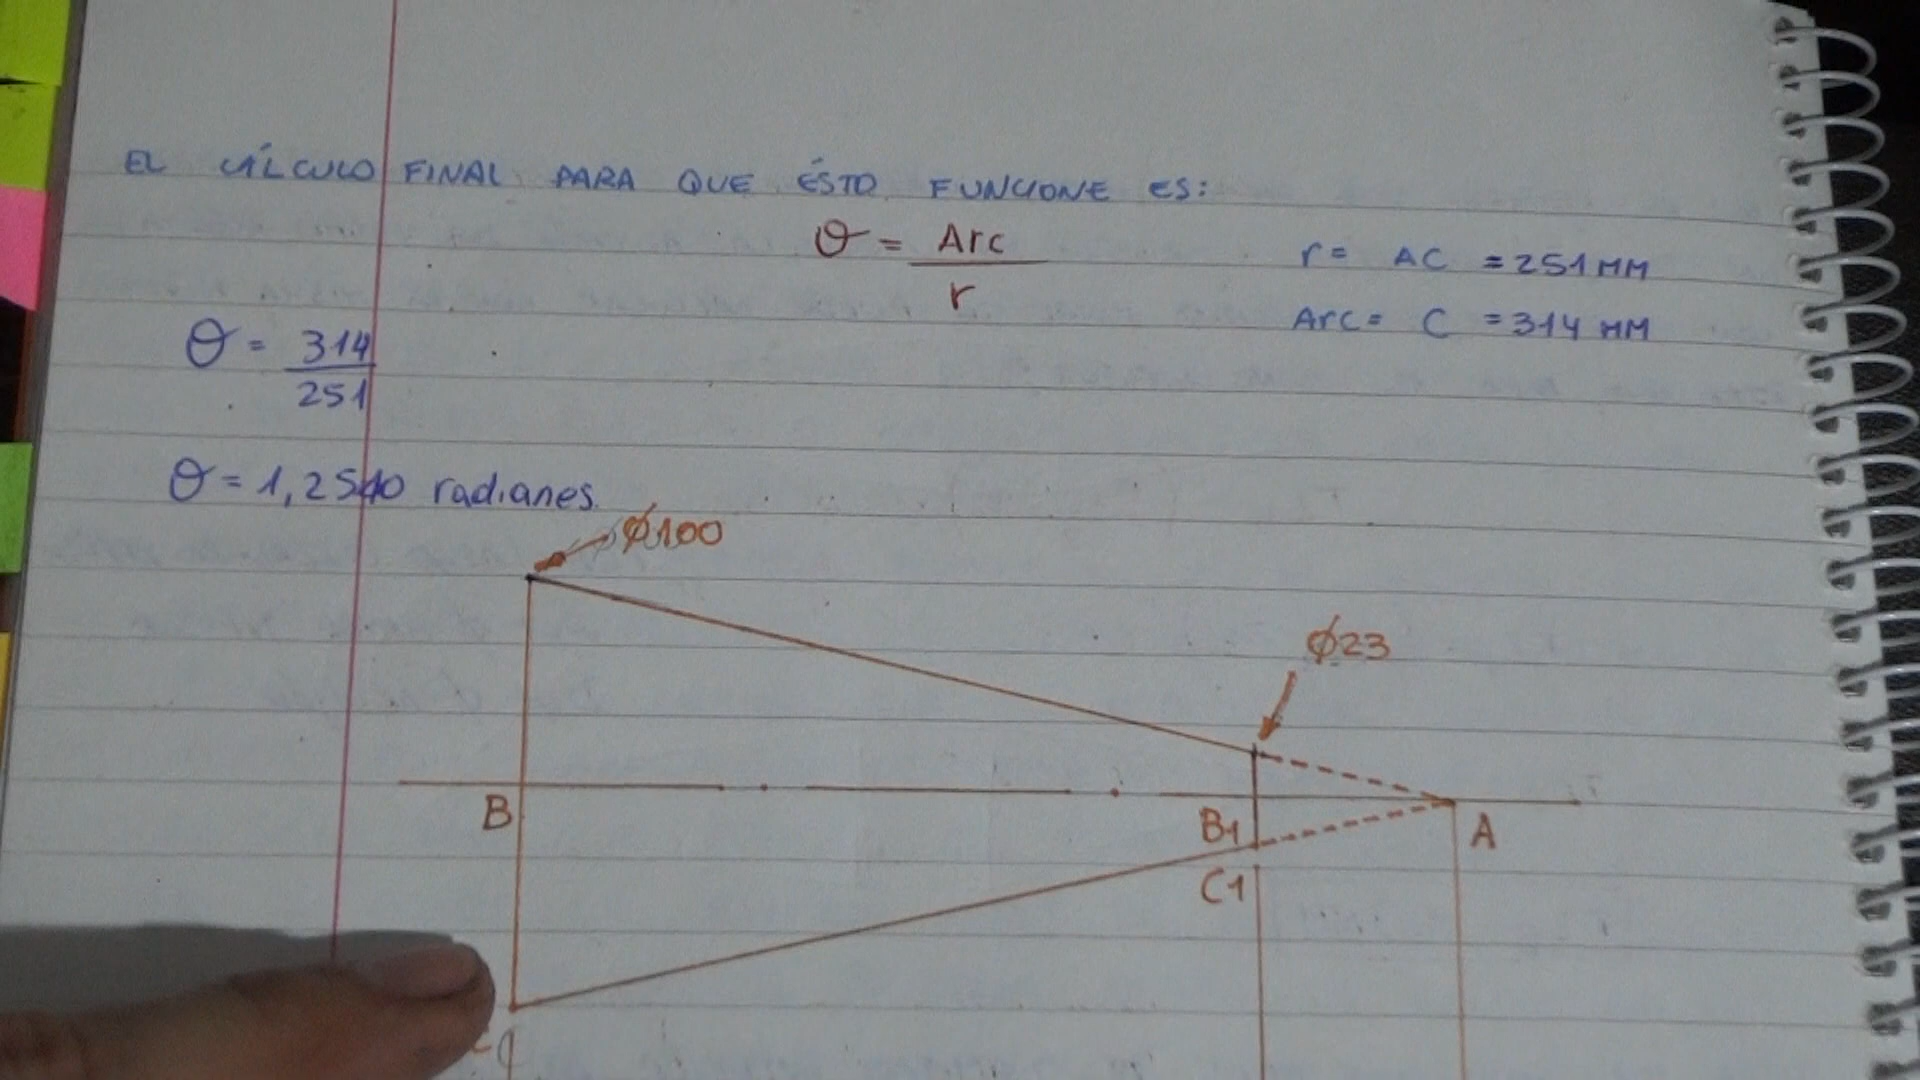 EL CÁLCULO FINAL PARA QUE ÉSTO FUNCIONE ES:
θ = Arc / r
r = AC = 251 MM
Arc = C = 314 MM
θ = 314 / 251
θ = 1,2510 radianes.
Ø100
Ø23
B
B1
A
C1
C